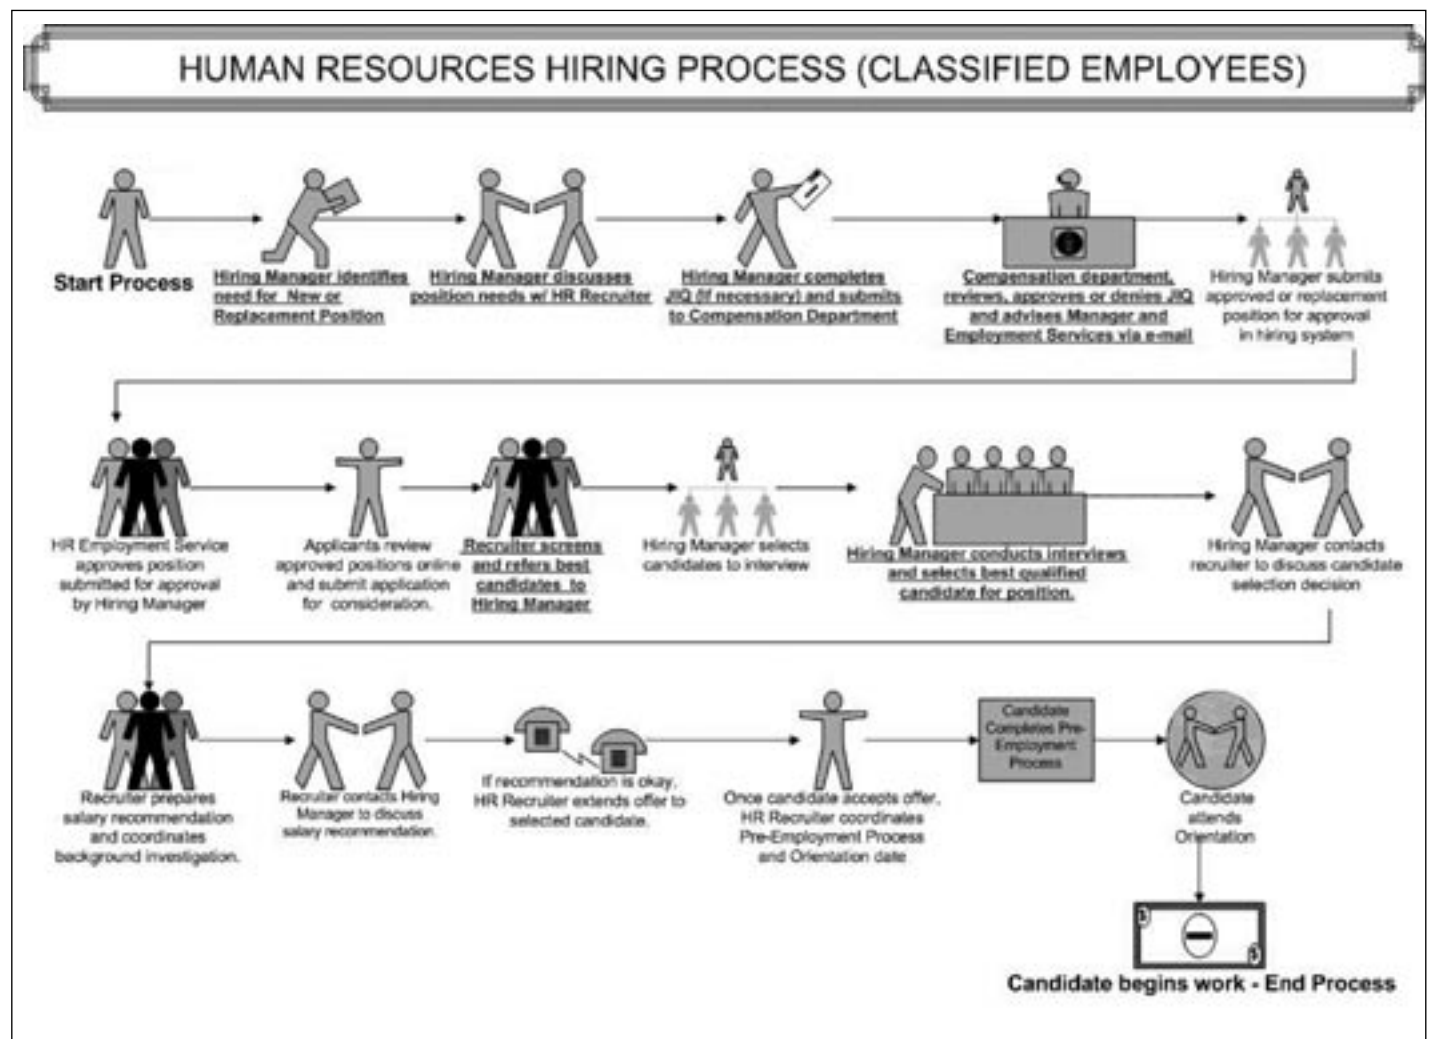 HUMAN RESOURCES HIRING PROCESS (CLASSIFIED EMPLOYEES)
Start Process
Hiring Manager identifies
need for New or
Replacement Position
Hiring Manager discusses
position needs w/ HR Recruiter
Hiring Manager completes
JIQ (if necessary) and submits
to Compensation Department
Compensation department,
reviews, approves or denies JIQ
and advises Manager and
Employment Services via e-mail
Hiring Manager submits
approved or replacement
position for approval
in hiring system
HR Employment Service
approves position
submitted for approval
by Hiring Manager
Applicants review
approved positions online
and submit application
for consideration.
Recruiter screens
and refers best
candidates to
Hiring Manager
Hiring Manager selects
candidates to interview
Hiring Manager conducts interviews
and selects best qualified
candidate for position.
Hiring Manager contacts
recruiter to discuss candidate
selection decision
Recruiter prepares
salary recommendation
and coordinates
background investigation.
Recruiter contacts Hiring
Manager to discuss
salary recommendation.
If recommendation is okay,
HR Recruiter extends offer to
selected candidate.
Once candidate accepts offer,
HR Recruiter coordinates
Pre-Employment Process
and Orientation date
Candidate
Completes Pre-
Employment
Process
Candidate
attends
Orientation
$
$
Candidate begins work - End Process